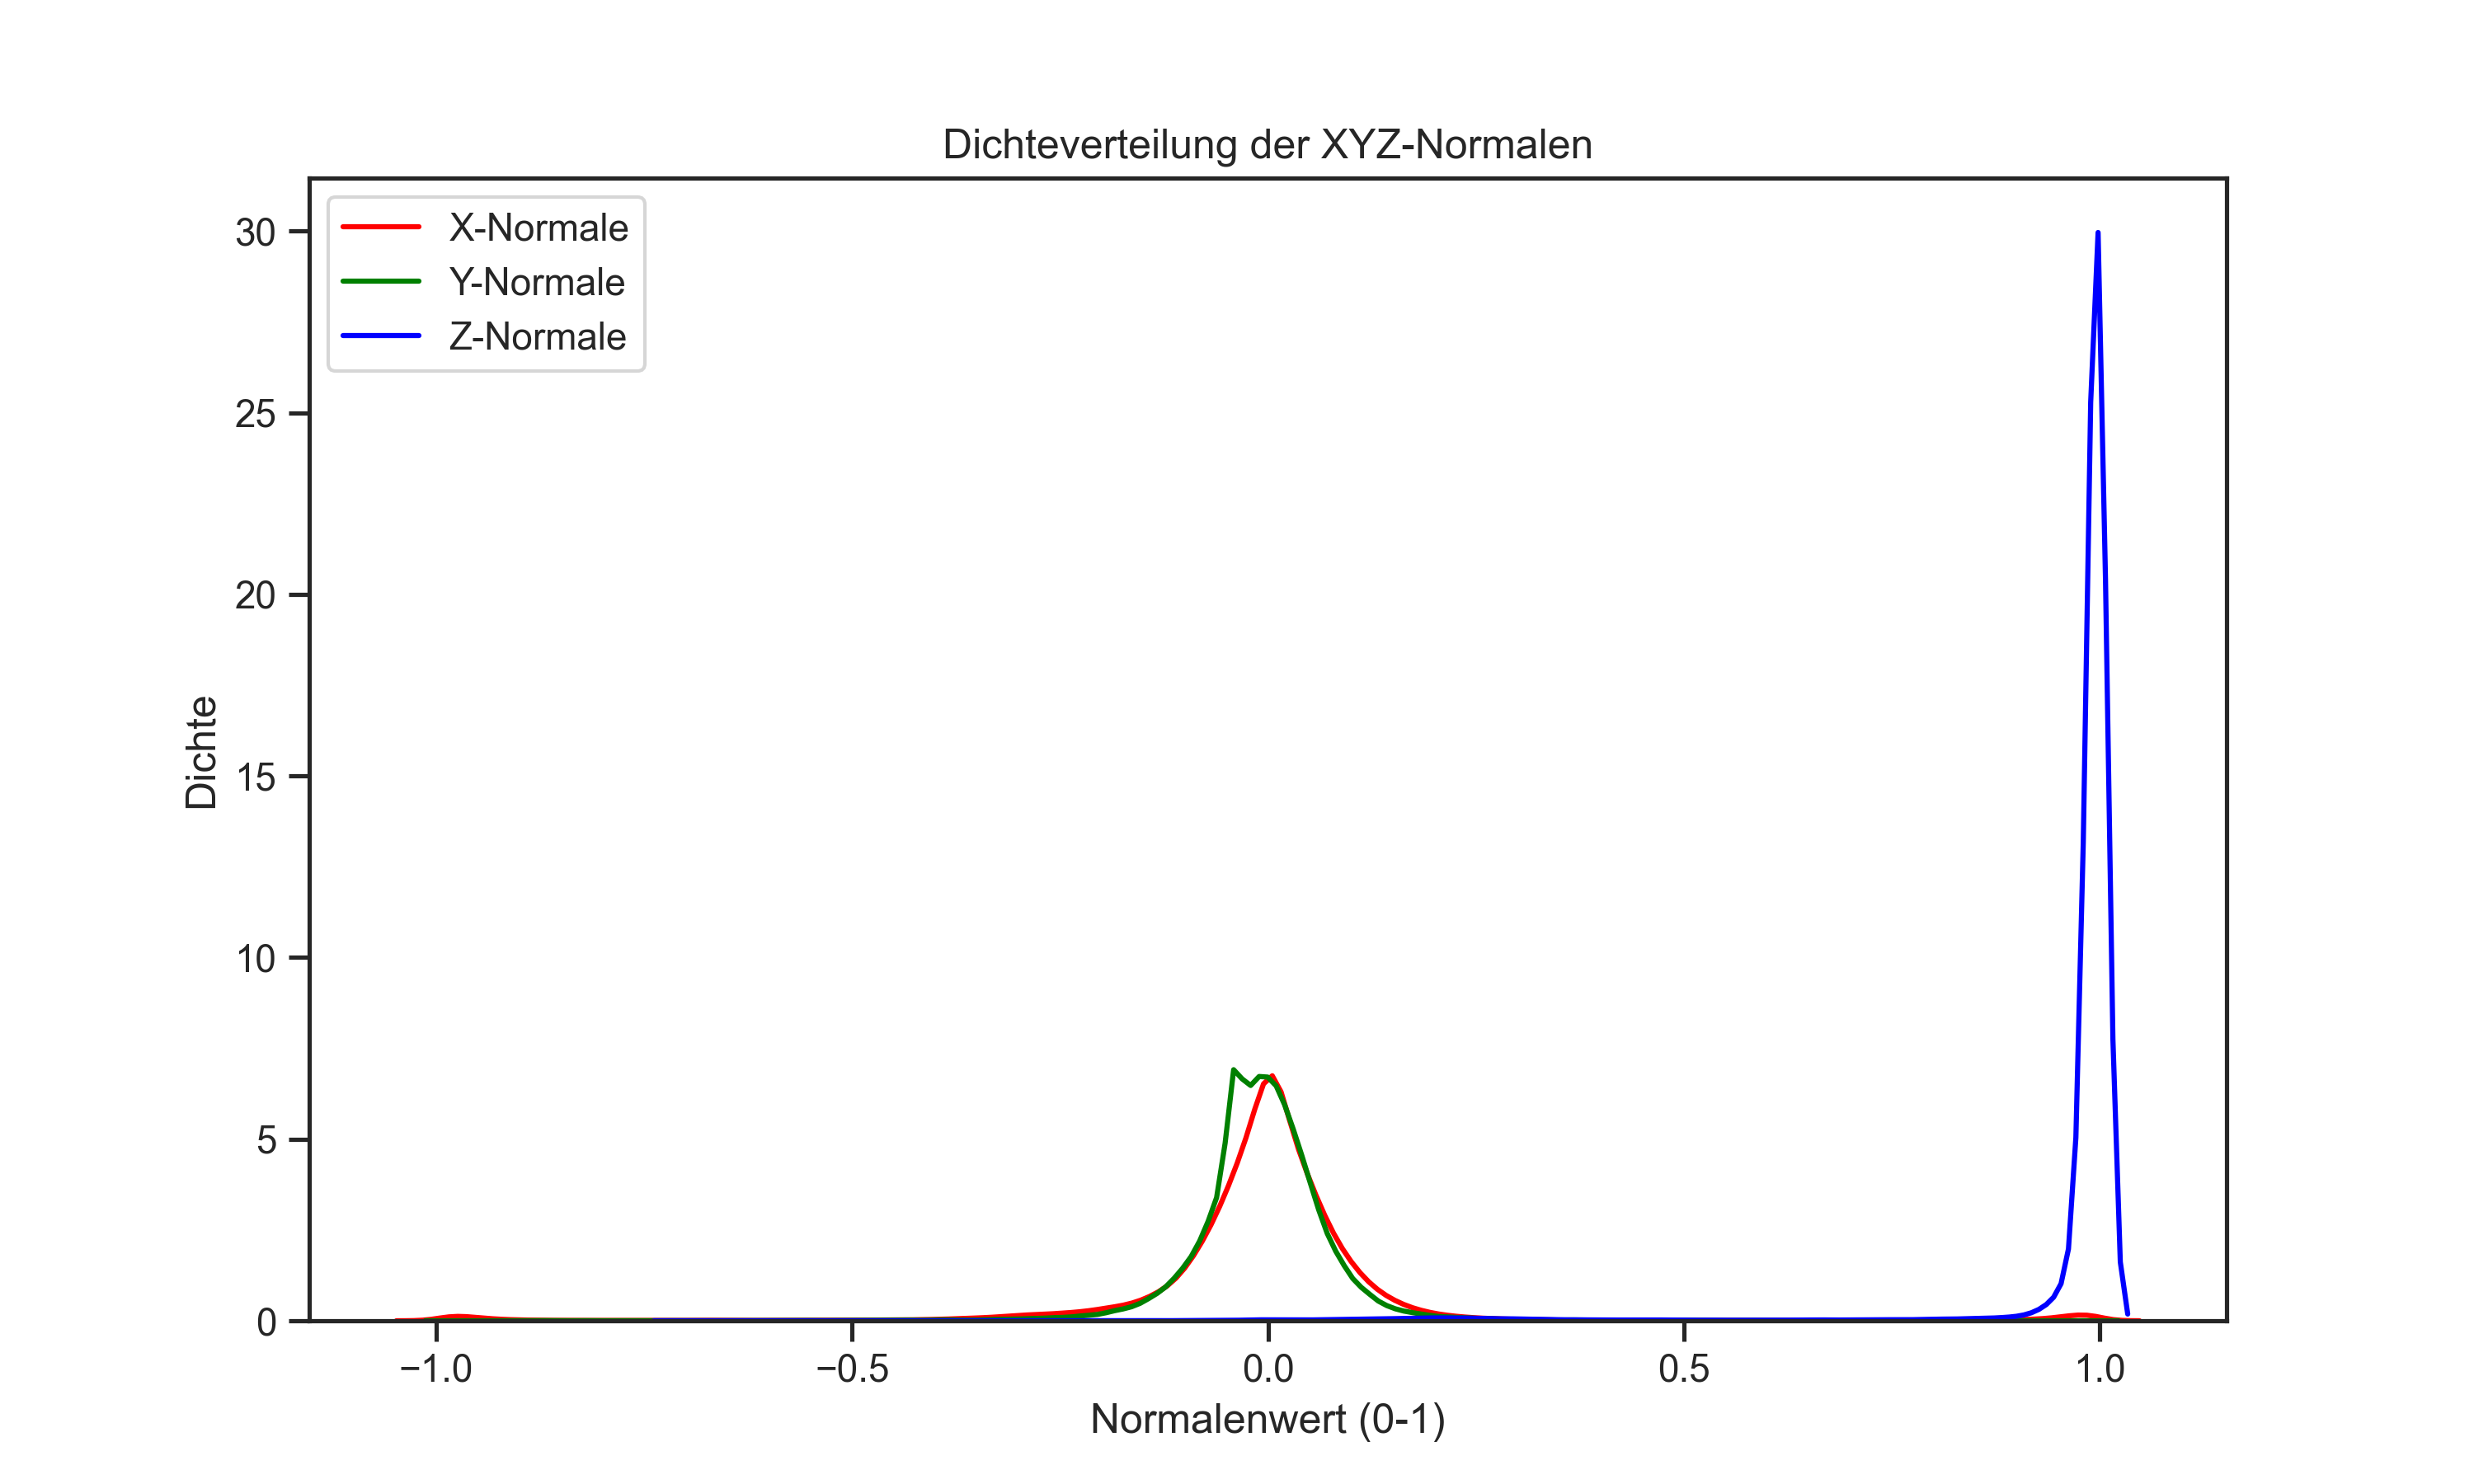 Dichteverteilung der XYZ-Normalen
X-Normale
Y-Normale
Z-Normale
Dichte
30
25
20
15
10
5
0
−1.0
−0.5
0.0
0.5
1.0
Normalenwert (0-1)